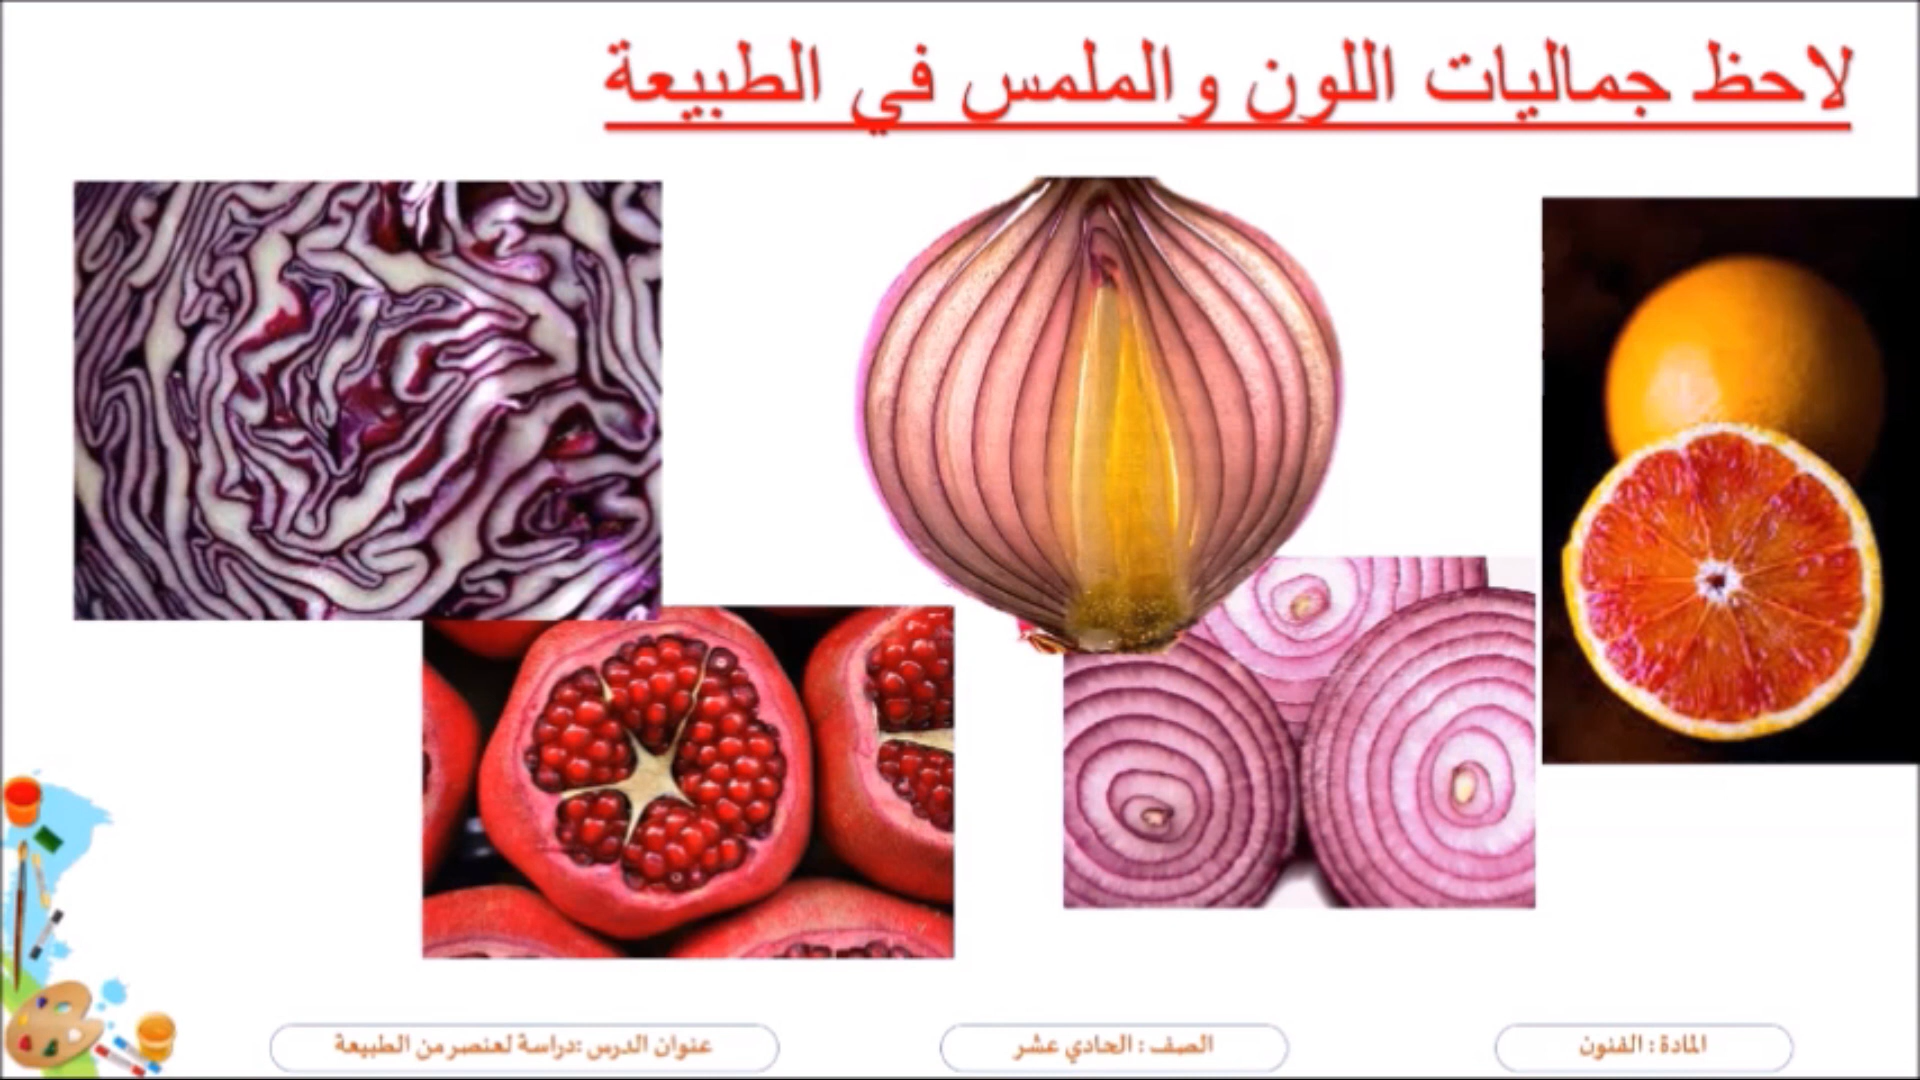 لاحظ جماليات اللون والملمس في الطبيعة
المادة : الفنون
الصف : الحادي عشر
عنوان الدرس :دراسة لعنصر من الطبيعة